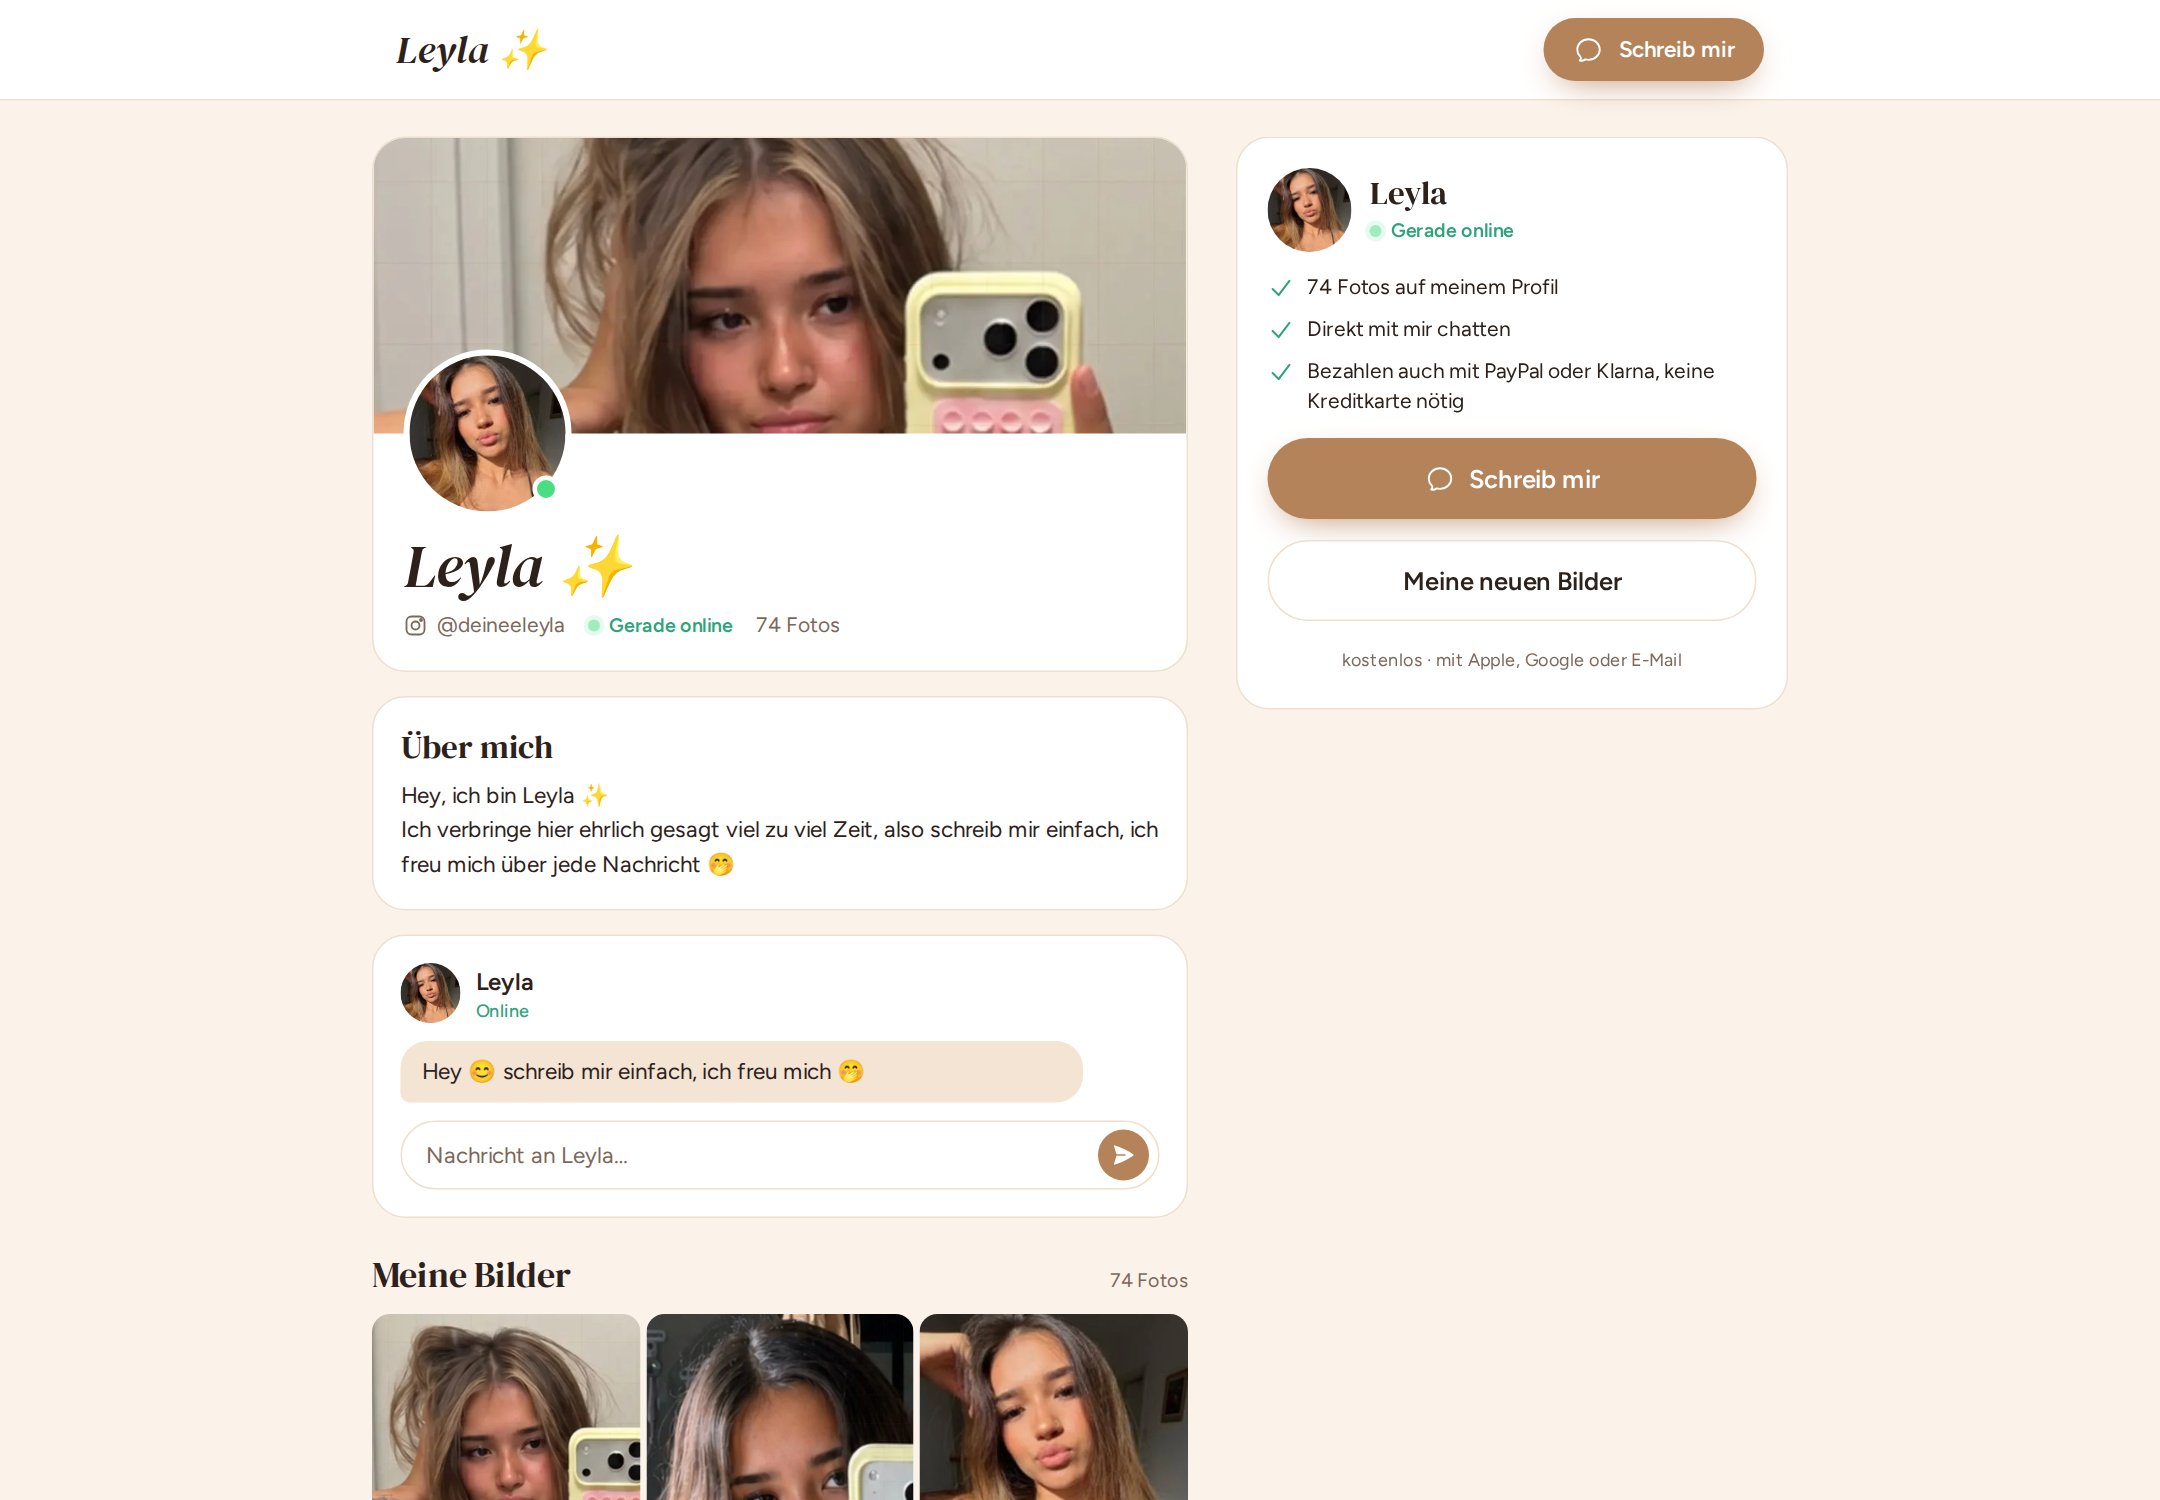 Leyla ✨
Schreib mir
Leyla ✨
@deineeleyla
Gerade online
74 Fotos
Über mich
Hey, ich bin Leyla ✨
Ich verbringe hier ehrlich gesagt viel zu viel Zeit, also schreib mir einfach, ich
freu mich über jede Nachricht 🤭
Leyla
Online
Hey 😊 schreib mir einfach, ich freu mich 🤭
Nachricht an Leyla...
Meine Bilder
74 Fotos
Leyla
Gerade online
74 Fotos auf meinem Profil
Direkt mit mir chatten
Bezahlen auch mit PayPal oder Klarna, keine
Kreditkarte nötig
Schreib mir
Meine neuen Bilder
kostenlos · mit Apple, Google oder E-Mail